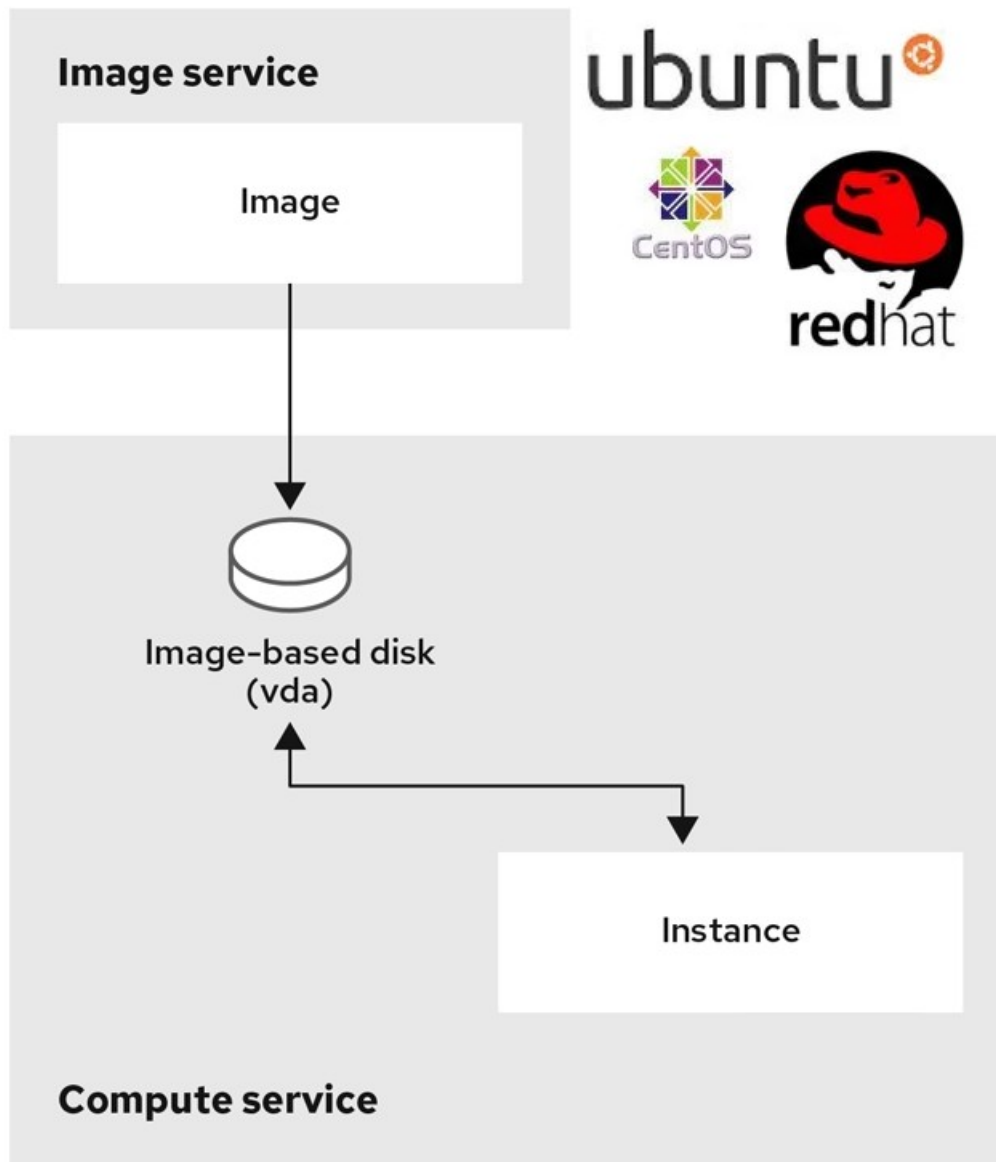 Image service
ubuntu
Image
CentOS
redhat
Image-based disk
(vda)
Instance
Compute service